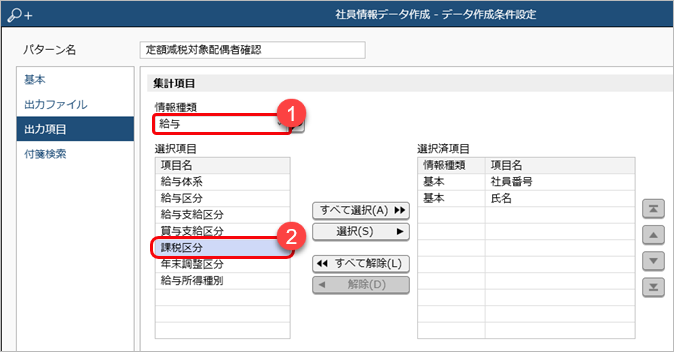 社員情報データ作成 - データ作成条件設定
パターン名
定額減税対象配偶者確認
基本
出力ファイル
出力項目
付箋検索
集計項目
情報種類
1
給与
選択項目
項目名
給与体系
給与区分
給与支給区分
賞与支給区分
2
課税区分
年末調整区分
給与所得種別
すべて選択(A)
選択(S)
すべて解除(L)
解除(D)
選択済項目
情報種類 項目名
基本 社員番号
基本 氏名